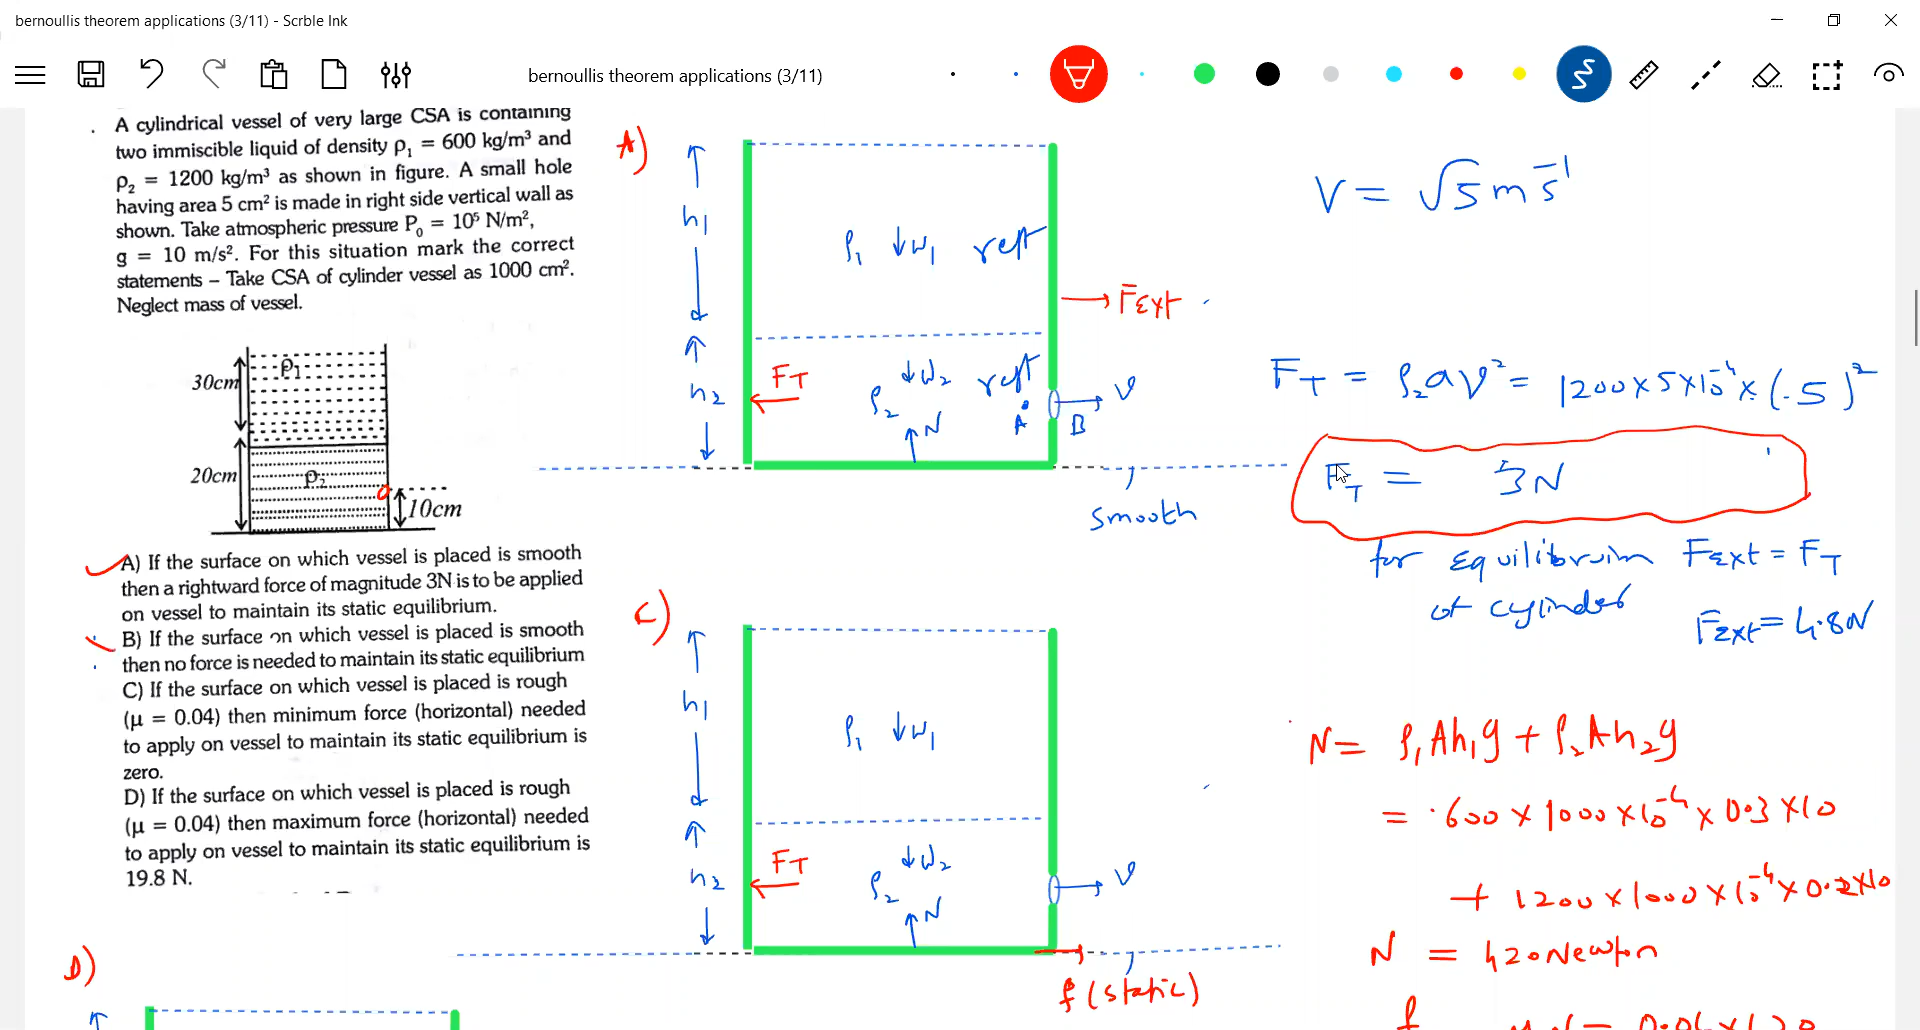 bernoullis theorem applications (3/11) - Scrble Ink
bernoullis theorem applications (3/11)
A cylindrical vessel of very large CSA is containing
two immiscible liquid of density ρ₁ = 600 kg/m³ and
ρ₂ = 1200 kg/m³ as shown in figure. A small hole
having area 5 cm² is made in right side vertical wall as
shown. Take atmospheric pressure P₀ = 10⁵ N/m²,
g = 10 m/s². For this situation mark the correct
statements – Take CSA of cylinder vessel as 1000 cm².
Neglect mass of vessel.
30cm
ρ₁
20cm
ρ₂
10cm
A) If the surface on which vessel is placed is smooth
then a rightward force of magnitude 3N is to be applied
on vessel to maintain its static equilibrium.
B) If the surface on which vessel is placed is smooth
then no force is needed to maintain its static equilibrium
C) If the surface on which vessel is placed is rough
(μ = 0.04) then minimum force (horizontal) needed
to apply on vessel to maintain its static equilibrium is
zero.
D) If the surface on which vessel is placed is rough
(μ = 0.04) then maximum force (horizontal) needed
to apply on vessel to maintain its static equilibrium is
19.8 N.
D)
A)
h₁
ρ₁ ↓w₁ rest
→ FExt
h₂
FT
ρ₂ ↓w₂ rest
↑N
A
B
v
smooth
C)
h₁
ρ₁ ↓w₁
h₂
FT
ρ₂ ↓w₂
↑N
v
f (static)
V = √5 m s⁻¹
FT = ρ₂ a v² = 1200 × 5 × 10⁻⁴ × (.5)²
FT = 3N
for Equilibrium FExt = FT
of cylinder
FExt = 4.8N
N = ρ₁Ah₁g + ρ₂Ah₂g
= 600 × 1000 × 10⁻⁴ × 0.3 × 10
+ 1200 × 1000 × 10⁻⁴ × 0.2 × 10
N = 420 Newton